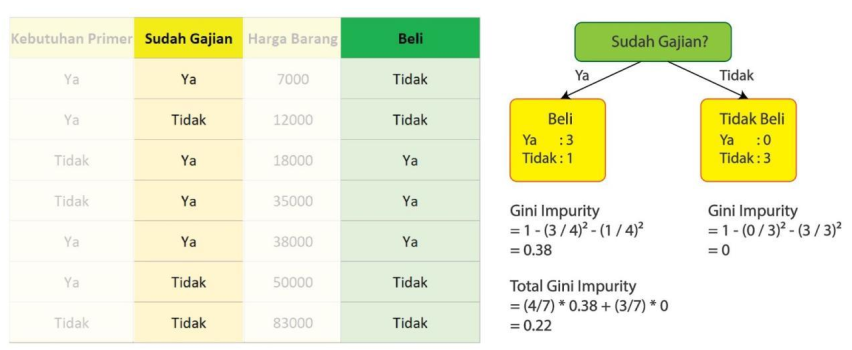 Kebutuhan Primer Sudah Gajian Harga Barang Beli
Ya Ya 7000 Tidak
Ya Tidak 12000 Tidak
Tidak Ya 18000 Ya
Tidak Ya 35000 Ya
Ya Ya 38000 Ya
Ya Tidak 50000 Tidak
Tidak Tidak 83000 Tidak
Sudah Gajian?
Ya
Tidak
Beli
Ya : 3
Tidak : 1
Tidak Beli
Ya : 0
Tidak : 3
Gini Impurity
= 1 - (3 / 4)² - (1 / 4)²
= 0.38
Gini Impurity
= 1 - (0 / 3)² - (3 / 3)²
= 0
Total Gini Impurity
= (4/7) * 0.38 + (3/7) * 0
= 0.22